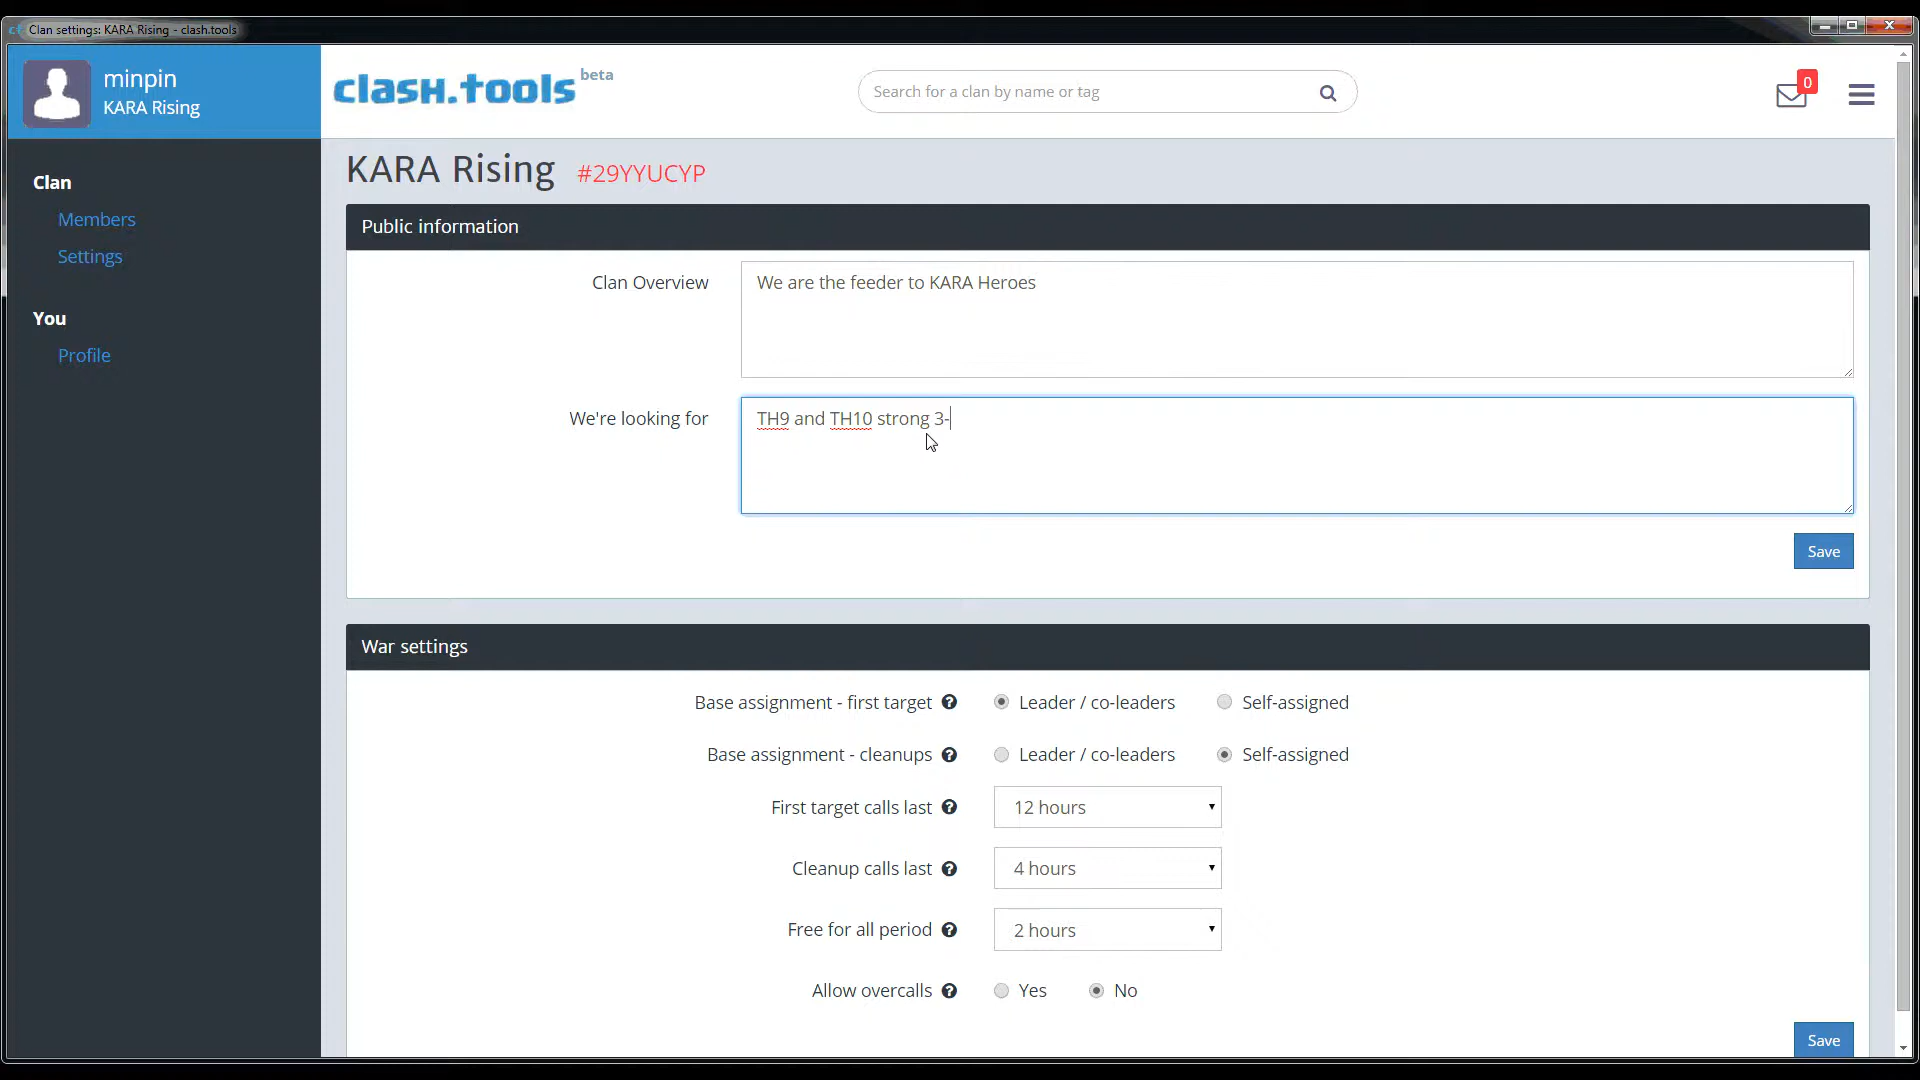 Clan settings: KARA Rising - clash.tools
minpin
KARA Rising
clash.tools beta
Search for a clan by name or tag
0
Clan
Members
Settings
You
Profile
KARA Rising #29YYUCYP
Public information
Clan Overview
We are the feeder to KARA Heroes
We're looking for
TH9 and TH10 strong 3-
Save
War settings
Base assignment - first target ? Leader / co-leaders Self-assigned
Base assignment - cleanups ? Leader / co-leaders Self-assigned
First target calls last ? 12 hours
Cleanup calls last ? 4 hours
Free for all period ? 2 hours
Allow overcalls ? Yes No
Save